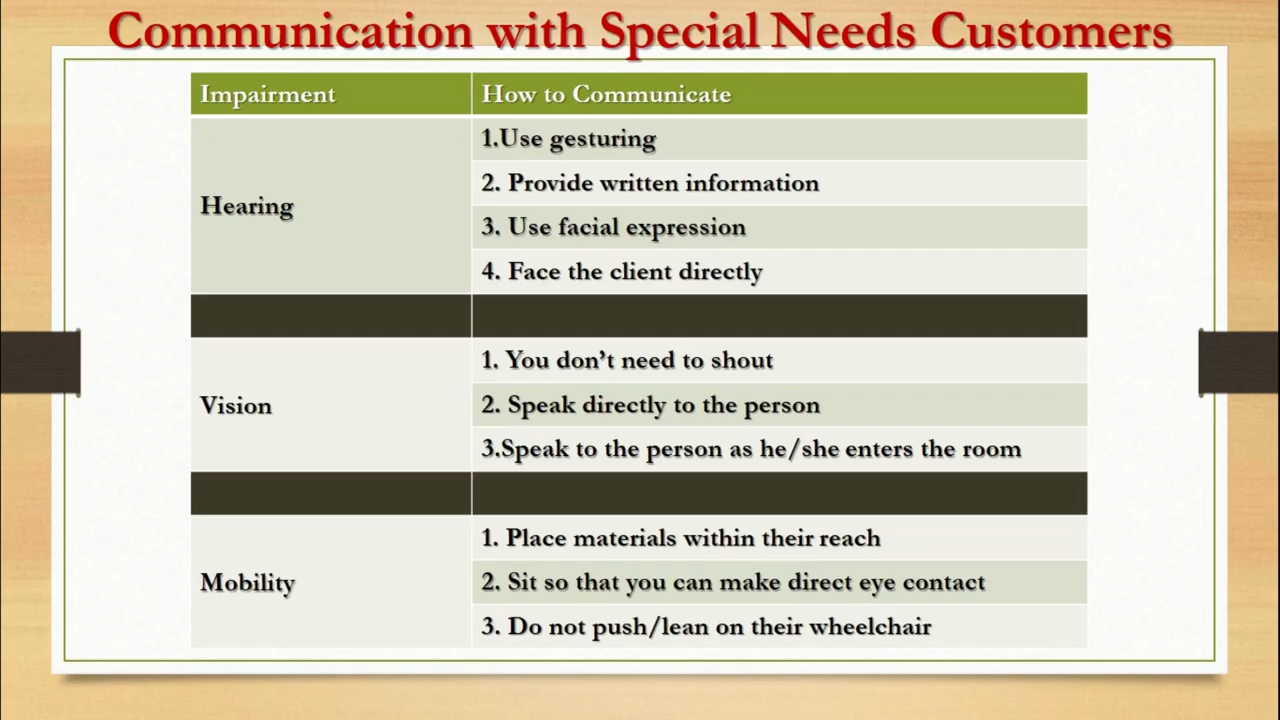 Communication with Special Needs Customers
Impairment How to Communicate
Hearing
1.Use gesturing
2. Provide written information
3. Use facial expression
4. Face the client directly
Vision
1. You don’t need to shout
2. Speak directly to the person
3.Speak to the person as he/she enters the room
Mobility
1. Place materials within their reach
2. Sit so that you can make direct eye contact
3. Do not push/lean on their wheelchair